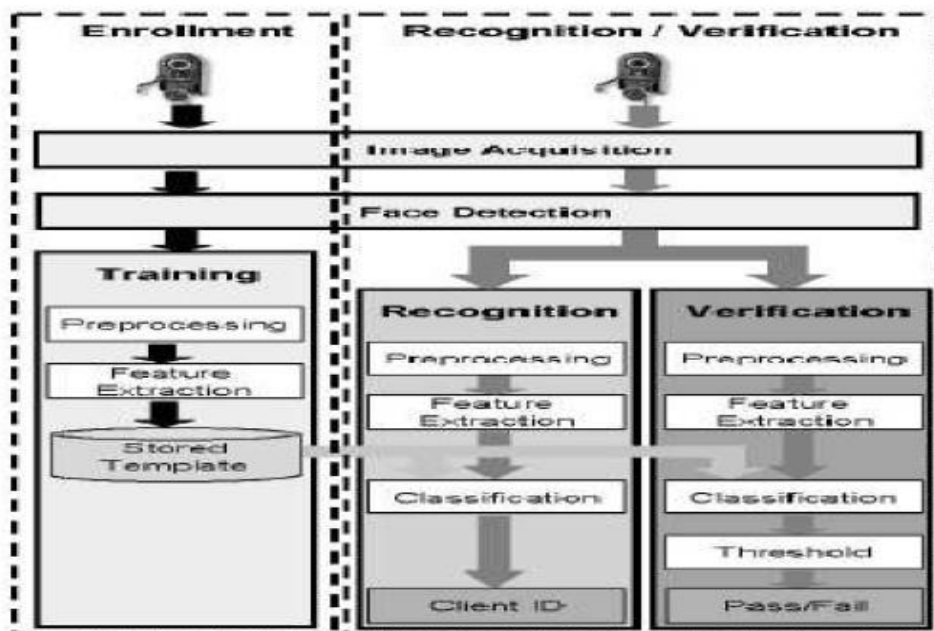 Enrollment
Recognition / Verification
Image Acquisition
Face Detection
Training
Preprocessing
Feature
Extraction
Stored
Template
Recognition
Preprocessing
Feature
Extraction
Classification
Client ID
Verification
Preprocessing
Feature
Extraction
Classification
Threshold
Pass/Fail